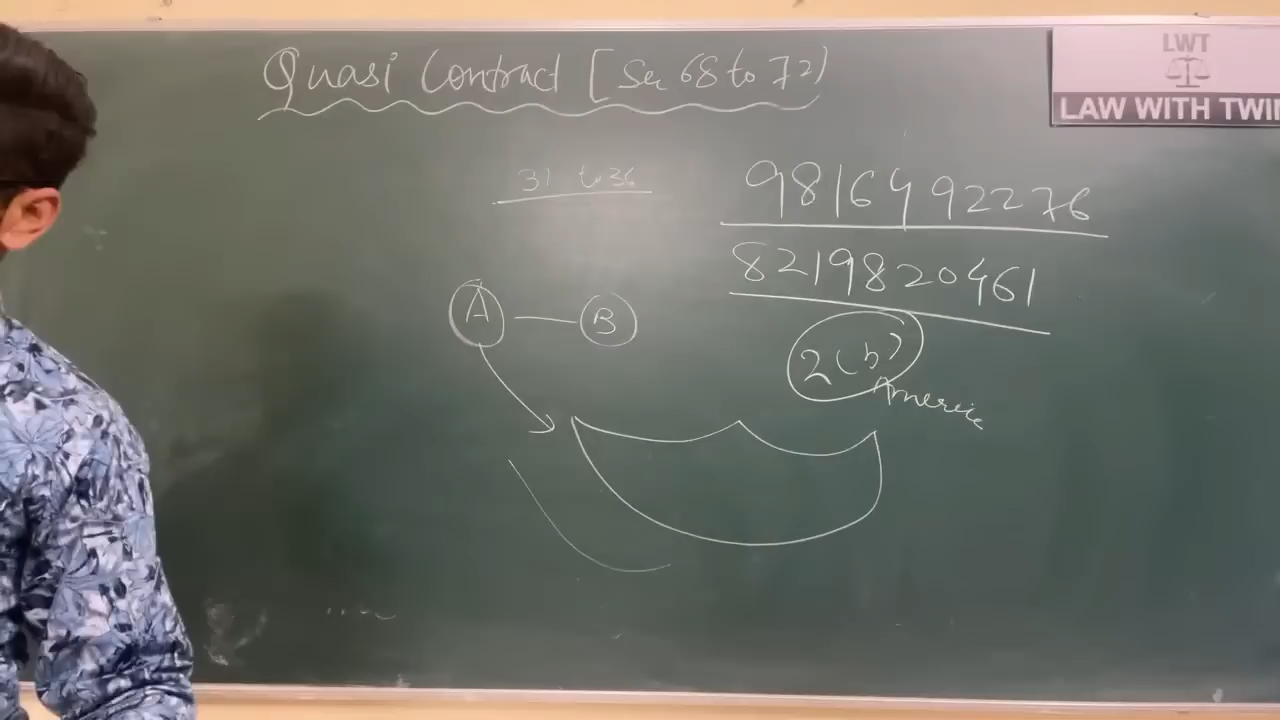 Quasi Contract [Sec 68 to 72)
LWT
LAW WITH TWIN
31 to 36
9816492276
8219820461
A B
2(b)
America